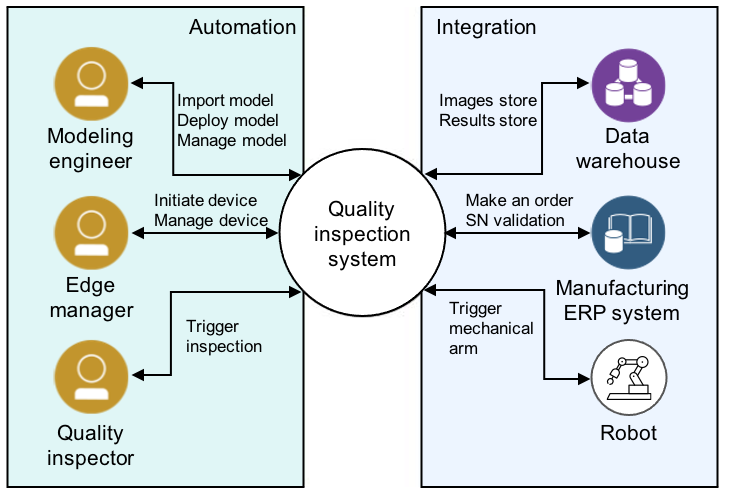 Automation
Import model
Deploy model
Manage model
Modeling
engineer
Initiate device
Manage device
Edge
manager
Trigger
inspection
Quality
inspector
Quality
inspection
system
Integration
Images store
Results store
Data
warehouse
Make an order
SN validation
Manufacturing
ERP system
Trigger
mechanical
arm
Robot